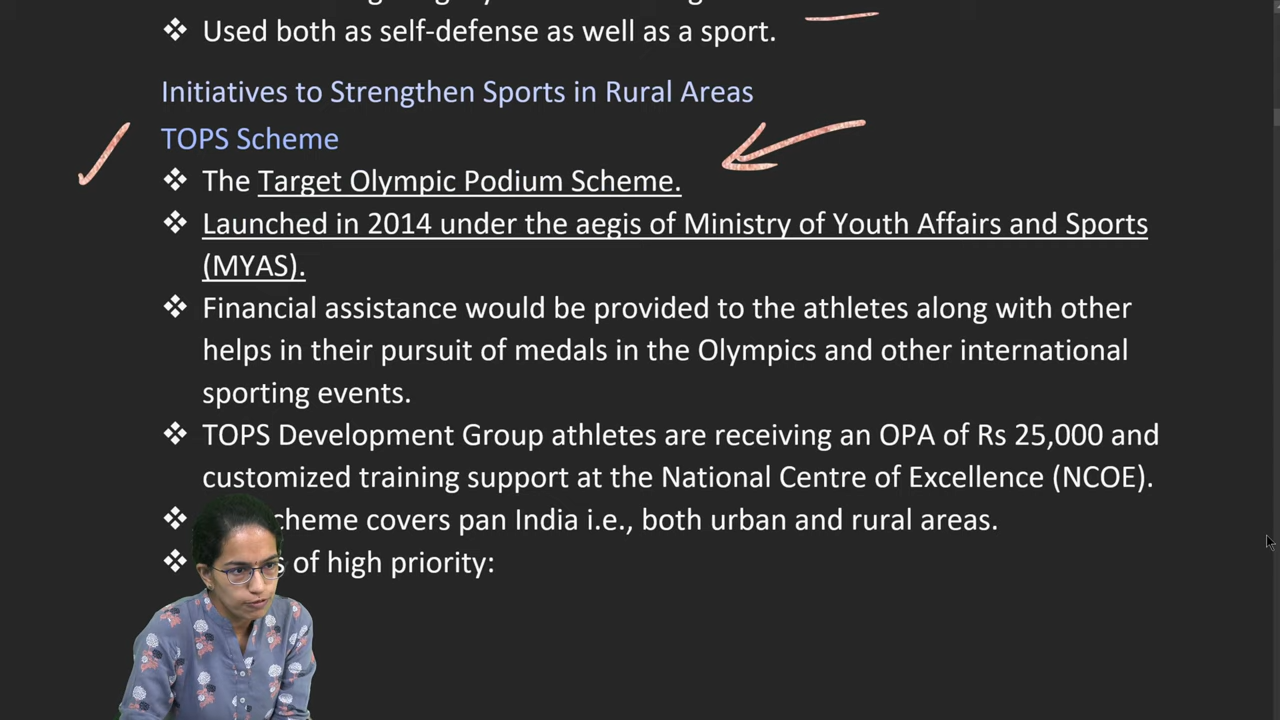 ❖ Used both as self-defense as well as a sport.
Initiatives to Strengthen Sports in Rural Areas
TOPS Scheme
❖ The Target Olympic Podium Scheme.
❖ Launched in 2014 under the aegis of Ministry of Youth Affairs and Sports
(MYAS).
❖ Financial assistance would be provided to the athletes along with other
helps in their pursuit of medals in the Olympics and other international
sporting events.
❖ TOPS Development Group athletes are receiving an OPA of Rs 25,000 and
customized training support at the National Centre of Excellence (NCOE).
❖ cheme covers pan India i.e., both urban and rural areas.
❖ of high priority: